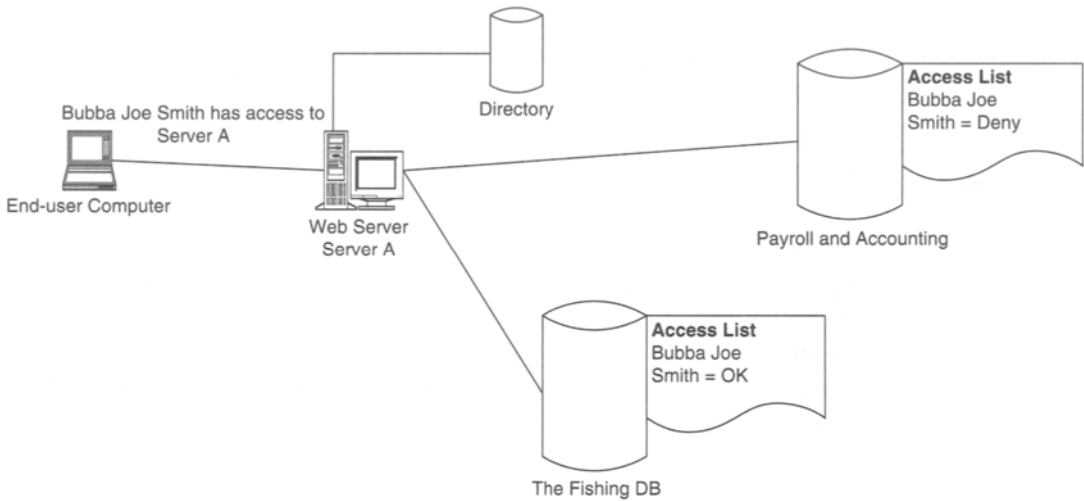 Directory
Bubba Joe Smith has access to
Server A
End-user Computer
Web Server
Server A
Access List
Bubba Joe
Smith = Deny
Payroll and Accounting
Access List
Bubba Joe
Smith = OK
The Fishing DB